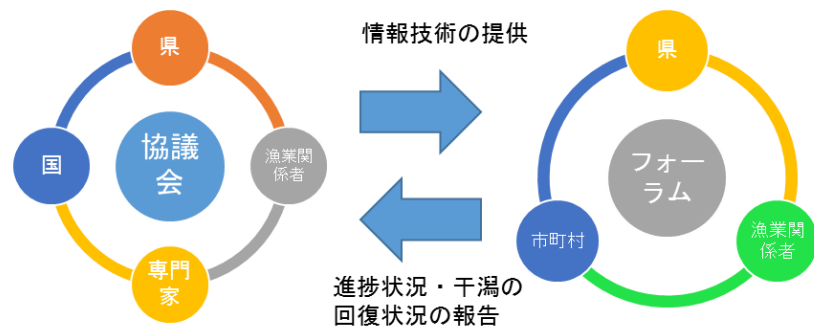 県
国
協議
会
漁業関
係者
専門
家
情報技術の提供
進捗状況・干潟の
回復状況の報告
県
フォー
ラム
市町村
漁業関
係者